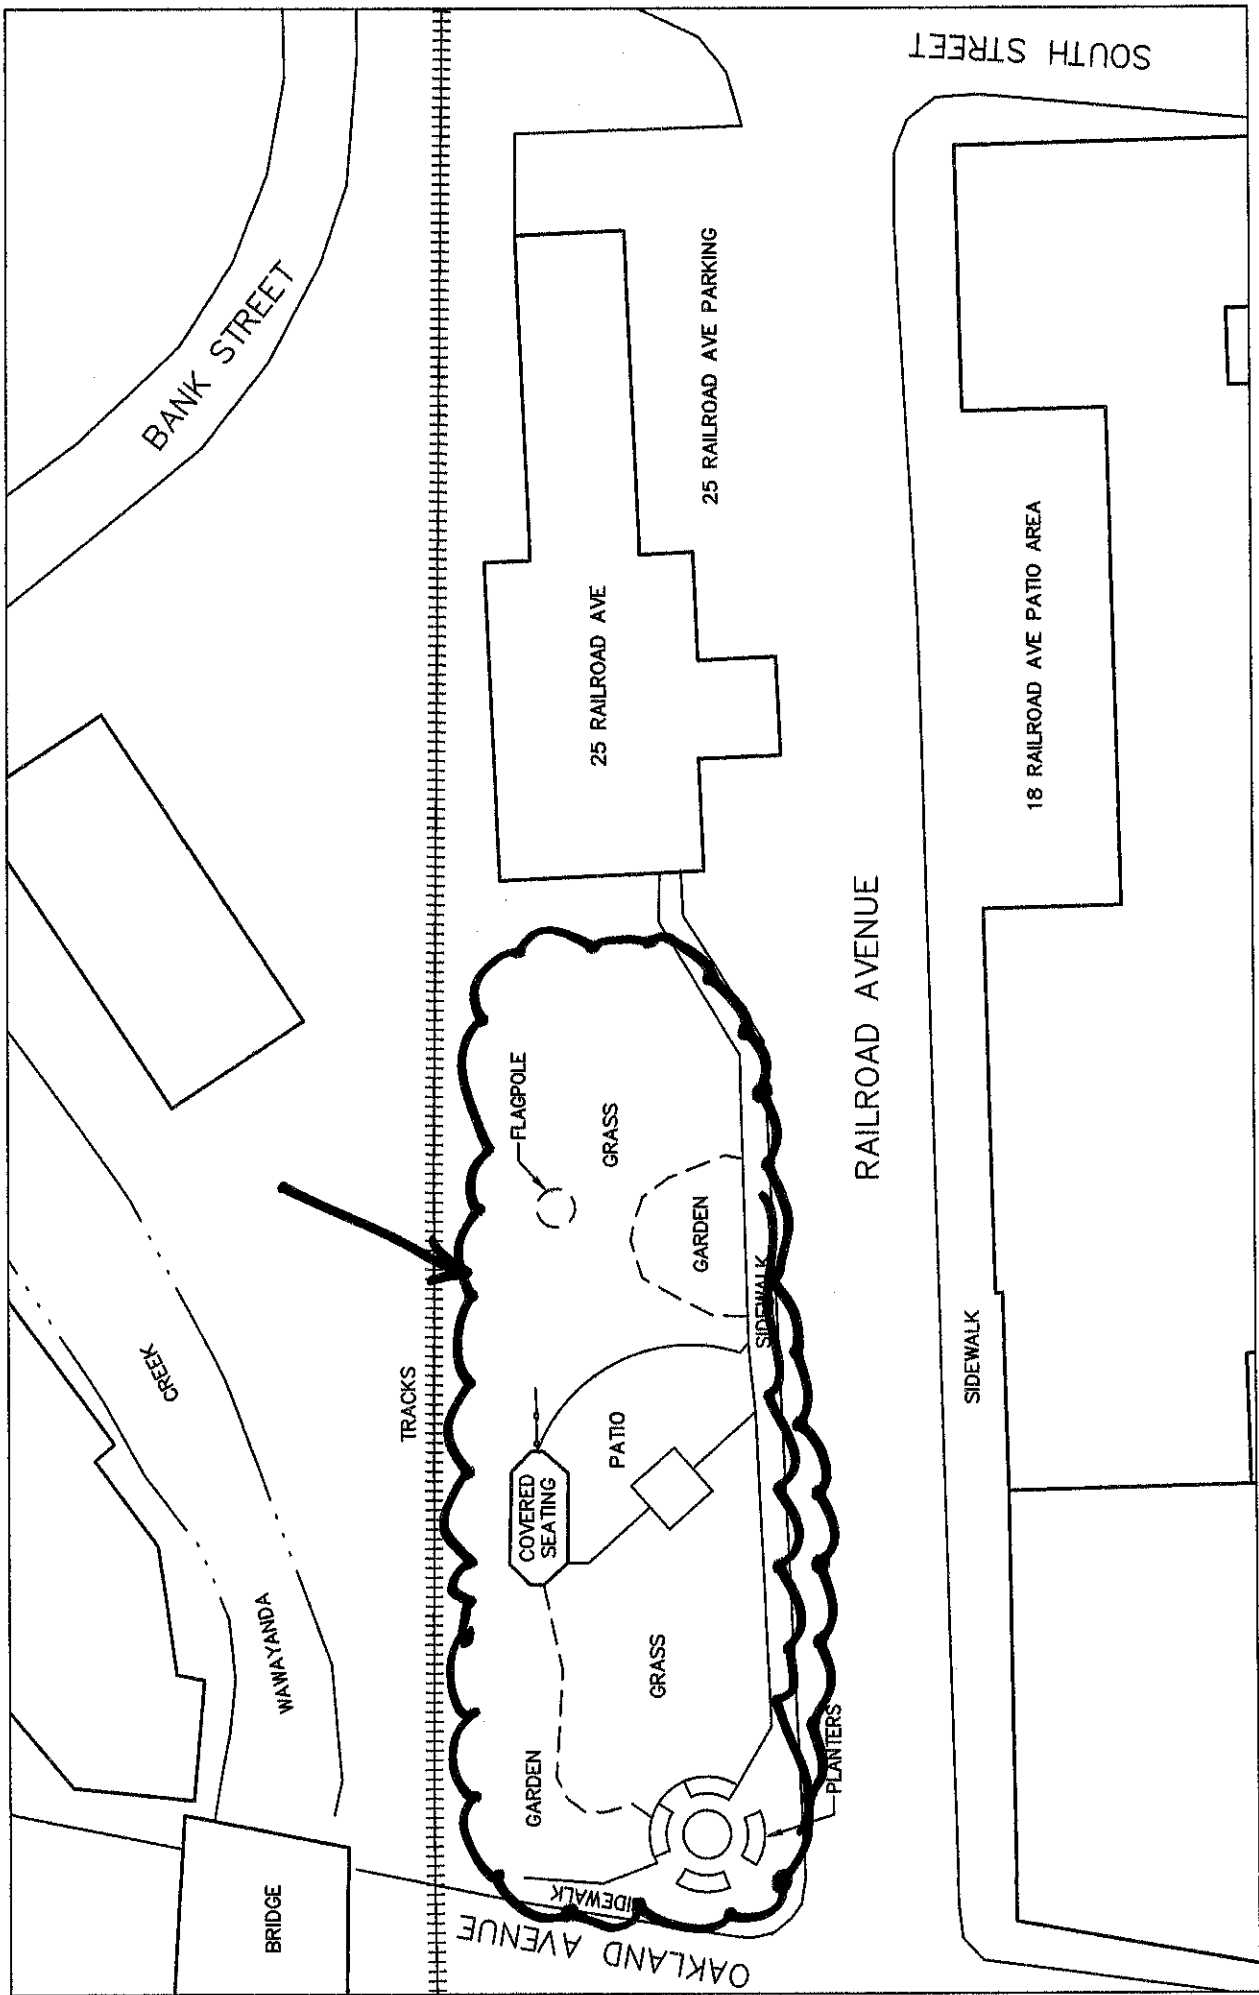 SOUTH STREET
BANK STREET
25 RAILROAD AVE PARKING
25 RAILROAD AVE
18 RAILROAD AVE PATIO AREA
RAILROAD AVENUE
FLAGPOLE
GRASS
GARDEN
SIDEWALK
SIDEWALK
CREEK
TRACKS
PATIO
COVERED
SEATING
WAWAYANDA
GRASS
GARDEN
PLANTERS
SIDEWALK
BRIDGE
OAKLAND AVENUE